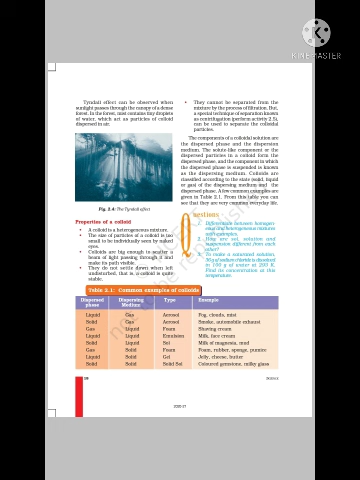 KINEMASTER
Tyndall effect can be observed when
sunlight passes through the canopy of a dense
forest. In the forest, mist contains tiny droplets
of water, which act as particles of colloid
dispersed in air.
Fig. 2.4: The Tyndall effect
Properties of a colloid
• A colloid is a heterogeneous mixture.
• The size of particles of a colloid is too
small to be individually seen by naked
eyes.
• Colloids are big enough to scatter a
beam of light passing through it and
make its path visible.
• They do not settle down when left
undisturbed, that is, a colloid is quite
stable.
• They cannot be separated from the
mixture by the process of filtration. But,
a special technique of separation known
as centrifugation (perform activity 2.5),
can be used to separate the colloidal
particles.
The components of a colloidal solution are
the dispersed phase and the dispersion
medium. The solute-like component or the
dispersed particles in a colloid form the
dispersed phase, and the component in which
the dispersed phase is suspended is known
as the dispersing medium. Colloids are
classified according to the state (solid, liquid
or gas) of the dispersing medium and the
dispersed phase. A few common examples are
given in Table 2.1. From this table you can
see that they are very common everyday life.
uestions
1. Differentiate between homogen-
eous and heterogeneous mixtures
with examples.
2. How are sol, solution and
suspension different from each
other?
3. To make a saturated solution,
36 g of sodium chloride is dissolved
in 100 g of water at 293 K.
Find its concentration at this
temperature.
Table 2.1: Common examples of colloids
Dispersed phase Dispersing Medium Type Example
Liquid Gas Aerosol Fog, clouds, mist
Solid Gas Aerosol Smoke, automobile exhaust
Gas Liquid Foam Shaving cream
Liquid Liquid Emulsion Milk, face cream
Solid Liquid Sol Milk of magnesia, mud
Gas Solid Foam Foam, rubber, sponge, pumice
Liquid Solid Gel Jelly, cheese, butter
Solid Solid Solid Sol Coloured gemstone, milky glass
SCIENCE
2020-21